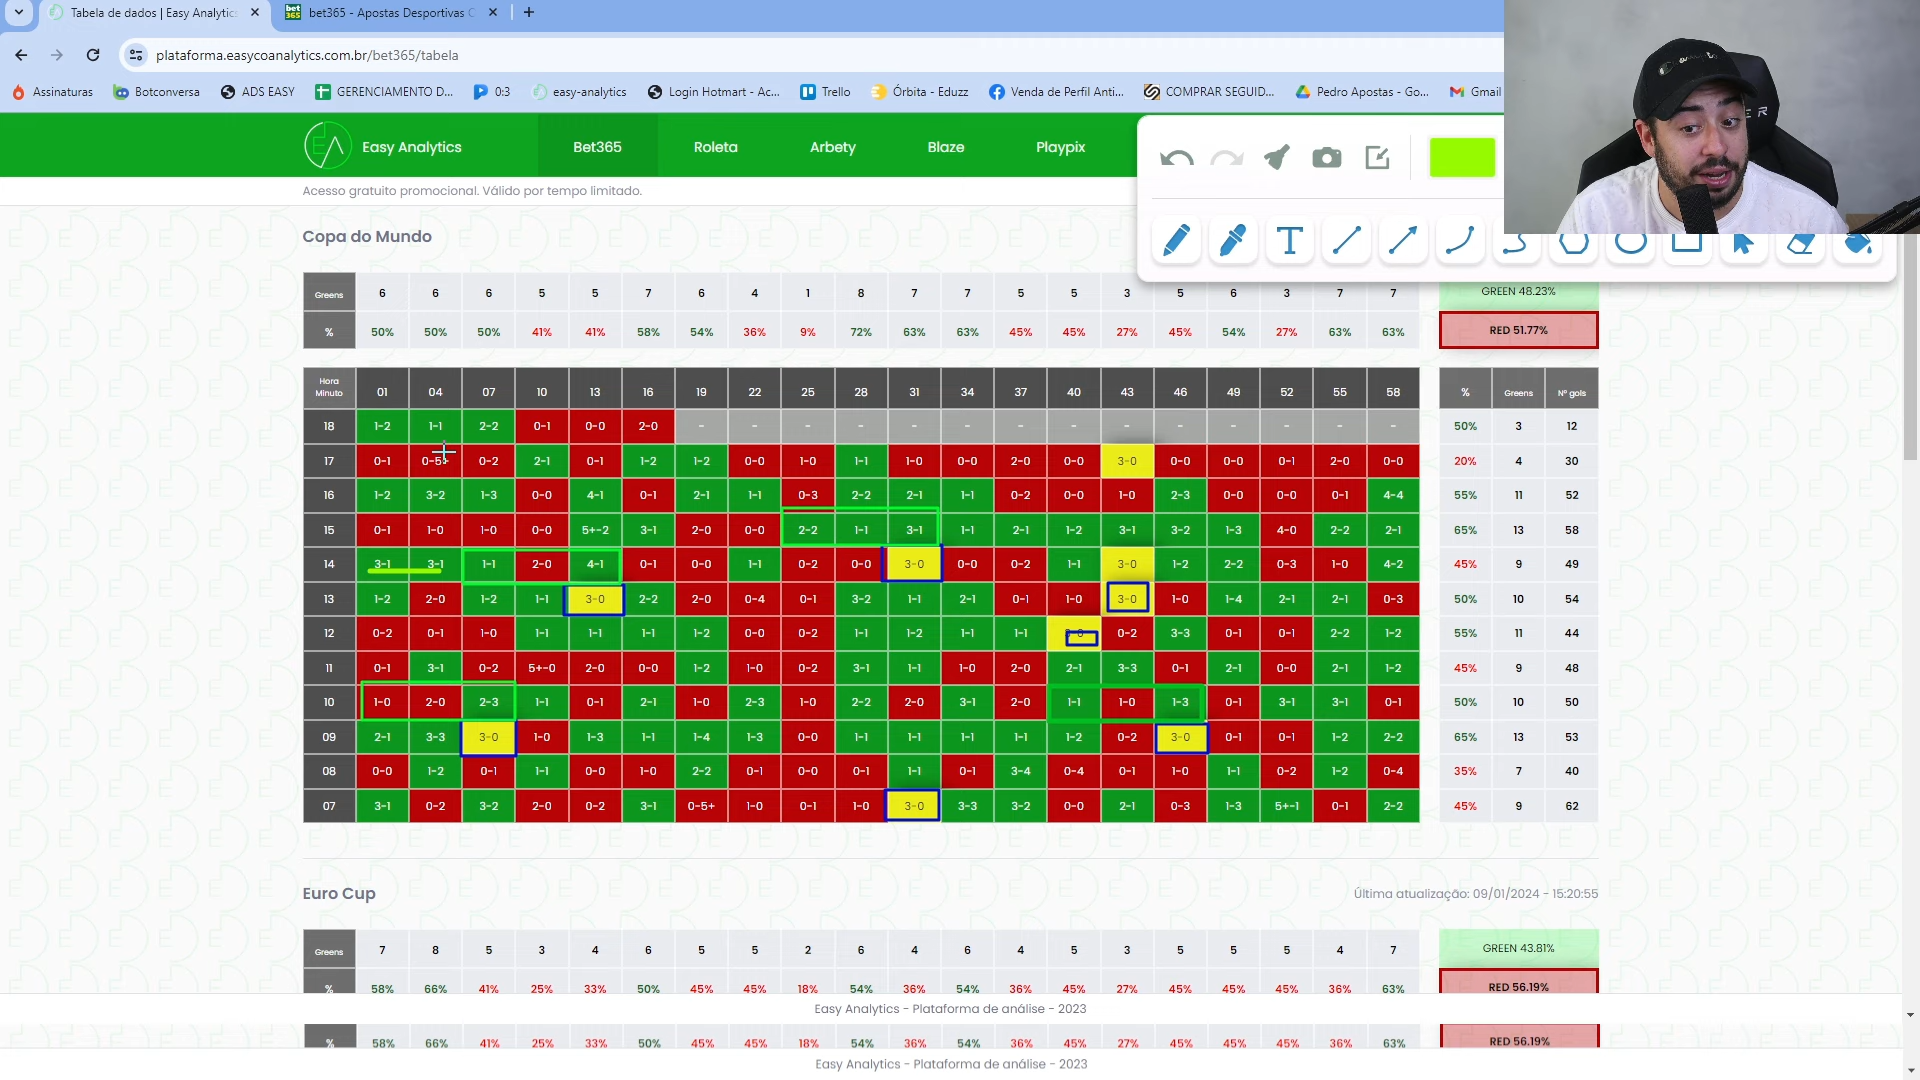 Tabela de dados | Easy Analytics
bet365 - Apostas Desportivas
plataforma.easycoanalytics.com.br/bet365/tabela
Assinaturas Botconversa ADS EASY GERENCIAMENTO D... 0:3 easy-analytics Login Hotmart - Ac... Trello Órbita - Eduzz Venda de Perfil Anti... COMPRAR SEGUID... Pedro Apostas - Go... Gmail
Easy Analytics Bet365 Roleta Arbety Blaze Playpix
Acesso gratuito promocional. Válido por tempo limitado.
Copa do Mundo
Greens 6 6 6 5 5 7 6 4 1 8 7 7 5 5 3 5 6 3 7 7 GREEN 48.23%
% 50% 50% 50% 41% 41% 58% 54% 36% 9% 72% 63% 63% 45% 45% 27% 45% 54% 27% 63% 63% RED 51.77%
Hora Minuto 01 04 07 10 13 16 19 22 25 28 31 34 37 40 43 46 49 52 55 58 % Greens Nº gols
18 1-2 1-1 2-2 0-1 0-0 2-0 - - - - - - - - - - - - - - 50% 3 12
17 0-1 0-5+ 0-2 2-1 0-1 1-2 1-2 0-0 1-0 1-1 1-0 0-0 2-0 0-0 3-0 0-0 0-0 0-1 2-0 0-0 20% 4 30
16 1-2 3-2 1-3 0-0 4-1 0-1 2-1 1-1 0-3 2-2 2-1 1-1 0-2 0-0 1-0 2-3 0-0 0-0 0-1 4-4 55% 11 52
15 0-1 1-0 1-0 0-0 5+-2 3-1 2-0 0-0 2-2 1-1 3-1 1-1 2-1 1-2 3-1 3-2 1-3 4-0 2-2 2-1 65% 13 58
14 3-1 3-1 1-1 2-0 4-1 0-1 0-0 1-1 0-2 0-0 3-0 0-0 0-2 1-1 3-0 1-2 2-2 0-3 1-0 4-2 45% 9 49
13 1-2 2-0 1-2 1-1 3-0 2-2 2-0 0-4 0-1 3-2 1-1 2-1 0-1 1-0 3-0 1-0 1-4 2-1 2-1 0-3 50% 10 54
12 0-2 0-1 1-0 1-1 1-1 1-1 1-2 0-0 0-2 1-1 1-2 1-1 1-1 0-2 3-3 0-1 0-1 2-2 1-2 55% 11 44
11 0-1 3-1 0-2 5+-0 2-0 0-0 1-2 1-0 0-2 3-1 1-1 1-0 2-0 2-1 3-3 0-1 2-1 0-0 2-1 1-2 45% 9 48
10 1-0 2-0 2-3 1-1 0-1 2-1 1-0 2-3 1-0 2-2 2-0 3-1 2-0 1-1 1-0 1-3 0-1 3-1 3-1 0-1 50% 10 50
09 2-1 3-3 3-0 1-0 1-3 1-1 1-4 1-3 0-0 1-1 1-1 1-1 1-1 1-2 0-2 3-0 0-1 0-1 1-2 2-2 65% 13 53
08 0-0 1-2 0-1 1-1 0-0 1-0 2-2 0-1 0-0 0-1 1-1 0-1 3-4 0-4 0-1 1-0 1-1 0-2 1-2 0-4 35% 7 40
07 3-1 0-2 3-2 2-0 0-2 3-1 0-5+ 1-0 0-1 1-0 3-0 3-3 3-2 0-0 2-1 0-3 1-3 5+-1 0-1 2-2 45% 9 62
Euro Cup Última atualização: 09/01/2024 - 15:20:55
Greens 7 8 5 3 4 6 5 5 2 6 4 6 4 5 3 5 5 5 4 7 GREEN 43.81%
% 58% 66% 41% 25% 33% 50% 45% 45% 18% 54% 36% 54% 36% 45% 27% 45% 45% 45% 36% 63% RED 56.19%
Easy Analytics - Plataforma de análise - 2023
% 58% 66% 41% 25% 33% 50% 45% 45% 18% 54% 36% 54% 36% 45% 27% 45% 45% 45% 36% 63% RED 56.19%
Easy Analytics - Plataforma de análise - 2023